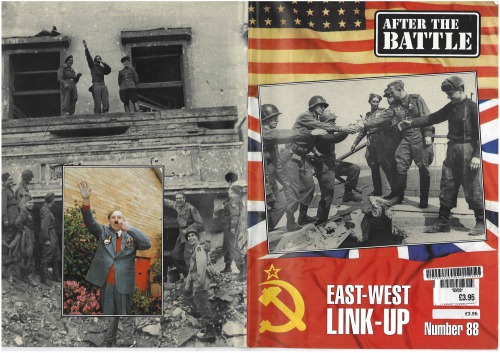 AFTER THE
BATTLE
EAST-WEST
LINK-UP
Number 88
£3.95
£3.95